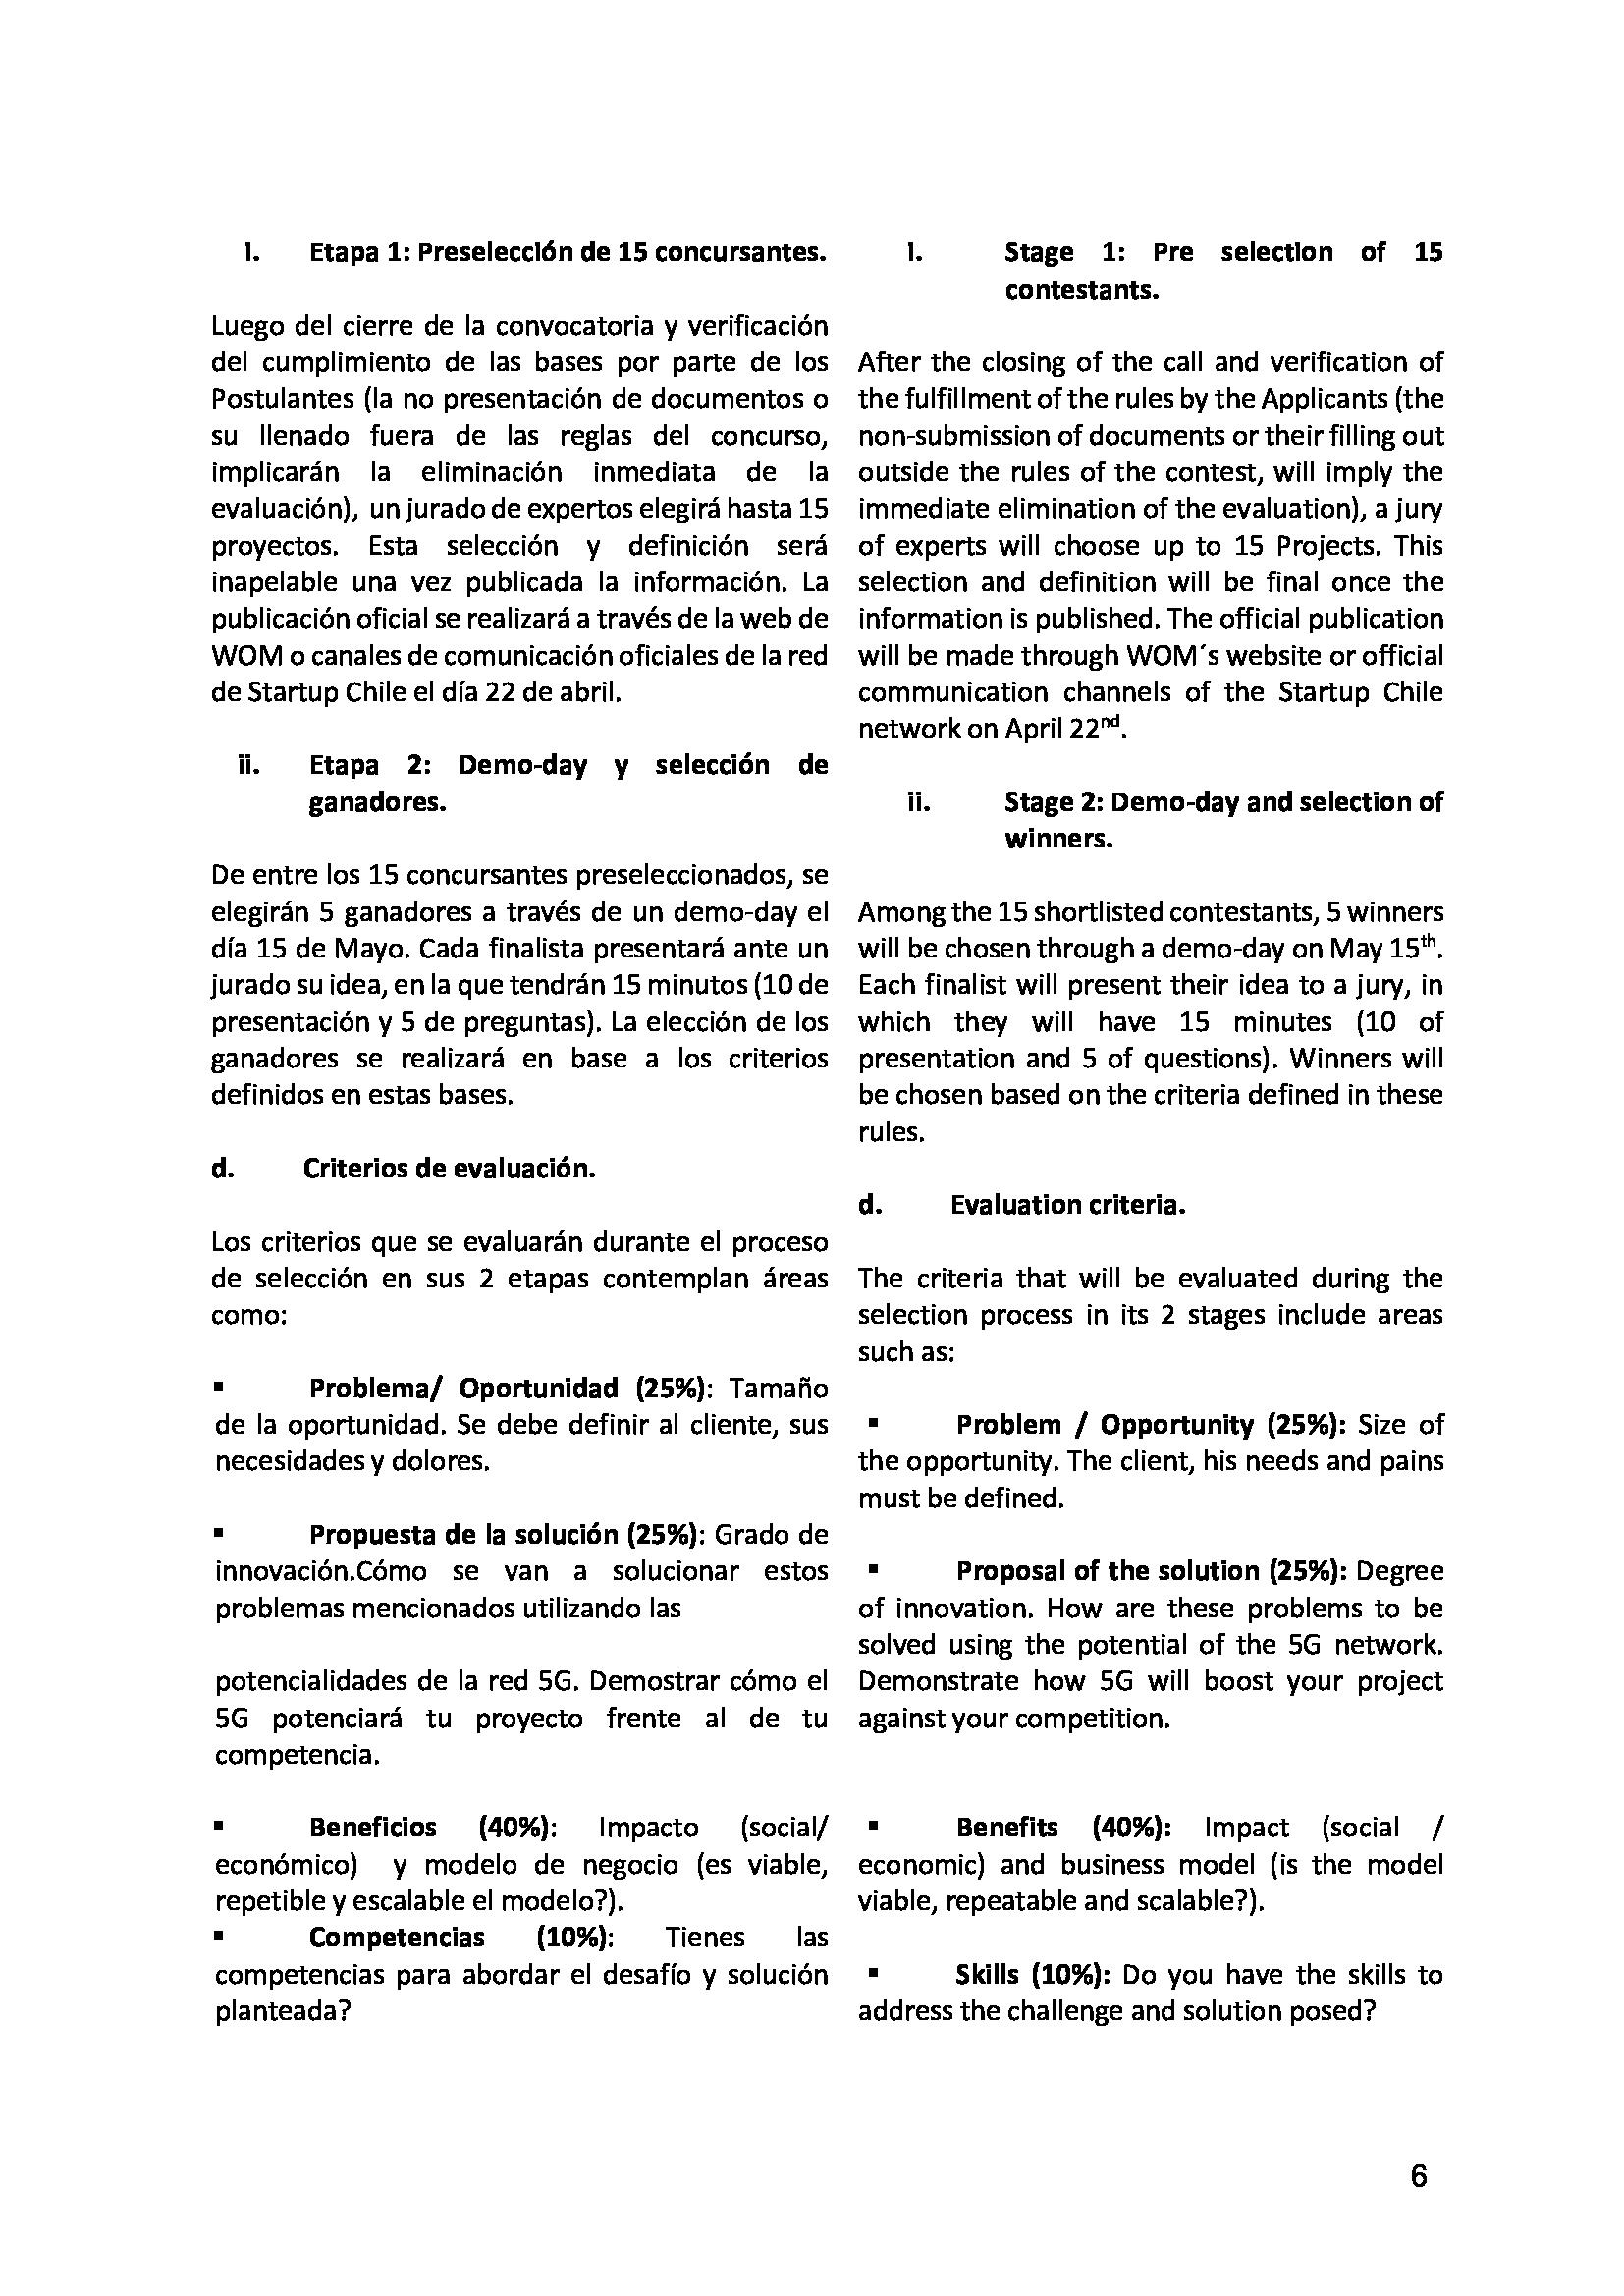 i. Etapa 1: Preselección de 15 concursantes.
Luego del cierre de la convocatoria y verificación
del cumplimiento de las bases por parte de los
Postulantes (la no presentación de documentos o
su llenado fuera de las reglas del concurso,
implicarán la eliminación inmediata de la
evaluación), un jurado de expertos elegirá hasta 15
proyectos. Esta selección y definición será
inapelable una vez publicada la información. La
publicación oficial se realizará a través de la web de
WOM o canales de comunicación oficiales de la red
de Startup Chile el día 22 de abril.
ii. Etapa 2: Demo-day y selección de
ganadores.
De entre los 15 concursantes preseleccionados, se
elegirán 5 ganadores a través de un demo-day el
día 15 de Mayo. Cada finalista presentará ante un
jurado su idea, en la que tendrán 15 minutos (10 de
presentación y 5 de preguntas). La elección de los
ganadores se realizará en base a los criterios
definidos en estas bases.
d. Criterios de evaluación.
Los criterios que se evaluarán durante el proceso
de selección en sus 2 etapas contemplan áreas
como:
▪ Problema/ Oportunidad (25%): Tamaño
de la oportunidad. Se debe definir al cliente, sus
necesidades y dolores.
▪ Propuesta de la solución (25%): Grado de
innovación.Cómo se van a solucionar estos
problemas mencionados utilizando las
potencialidades de la red 5G. Demostrar cómo el
5G potenciará tu proyecto frente al de tu
competencia.
▪ Beneficios (40%): Impacto (social/
económico) y modelo de negocio (es viable,
repetible y escalable el modelo?).
▪ Competencias (10%): Tienes las
competencias para abordar el desafío y solución
planteada?
i. Stage 1: Pre selection of 15
contestants.
After the closing of the call and verification of
the fulfillment of the rules by the Applicants (the
non-submission of documents or their filling out
outside the rules of the contest, will imply the
immediate elimination of the evaluation), a jury
of experts will choose up to 15 Projects. This
selection and definition will be final once the
information is published. The official publication
will be made through WOM´s website or official
communication channels of the Startup Chile
network on April 22nd.
ii. Stage 2: Demo-day and selection of
winners.
Among the 15 shortlisted contestants, 5 winners
will be chosen through a demo-day on May 15th.
Each finalist will present their idea to a jury, in
which they will have 15 minutes (10 of
presentation and 5 of questions). Winners will
be chosen based on the criteria defined in these
rules.
d. Evaluation criteria.
The criteria that will be evaluated during the
selection process in its 2 stages include areas
such as:
▪ Problem / Opportunity (25%): Size of
the opportunity. The client, his needs and pains
must be defined.
▪ Proposal of the solution (25%): Degree
of innovation. How are these problems to be
solved using the potential of the 5G network.
Demonstrate how 5G will boost your project
against your competition.
▪ Benefits (40%): Impact (social /
economic) and business model (is the model
viable, repeatable and scalable?).
▪ Skills (10%): Do you have the skills to
address the challenge and solution posed?
6